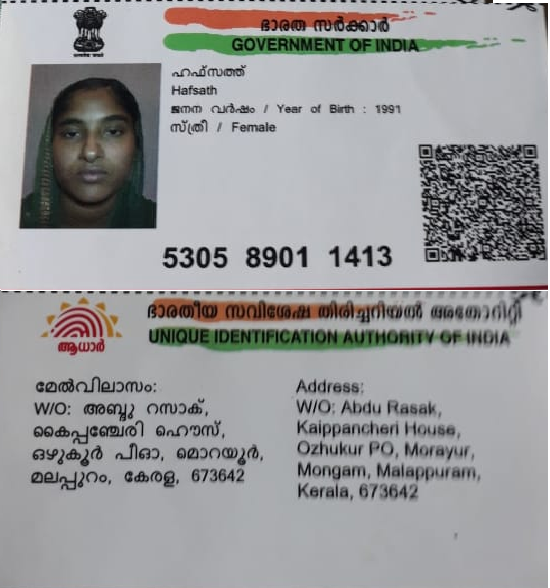 ഭാരത സർക്കാർ
GOVERNMENT OF INDIA
ഹഫ്സത്ത്
Hafsath
ജനന വർഷം / Year of Birth : 1991
സ്ത്രീ / Female
5305 8901 1413
ഭാരതീയ സവിശേഷ തിരിച്ചറിയൽ അതോറിറ്റി
UNIQUE IDENTIFICATION AUTHORITY OF INDIA
ആധാർ
മേൽവിലാസം:
W/O: അബ്ദു റസാക്,
കൈപ്പഞ്ചേരി ഹൌസ്,
ഒഴുകൂർ പീഓ, മൊറയൂർ,
മലപ്പുറം, കേരള, 673642
Address:
W/O: Abdu Rasak,
Kaippancheri House,
Ozhukur PO, Morayur,
Mongam, Malappuram,
Kerala, 673642